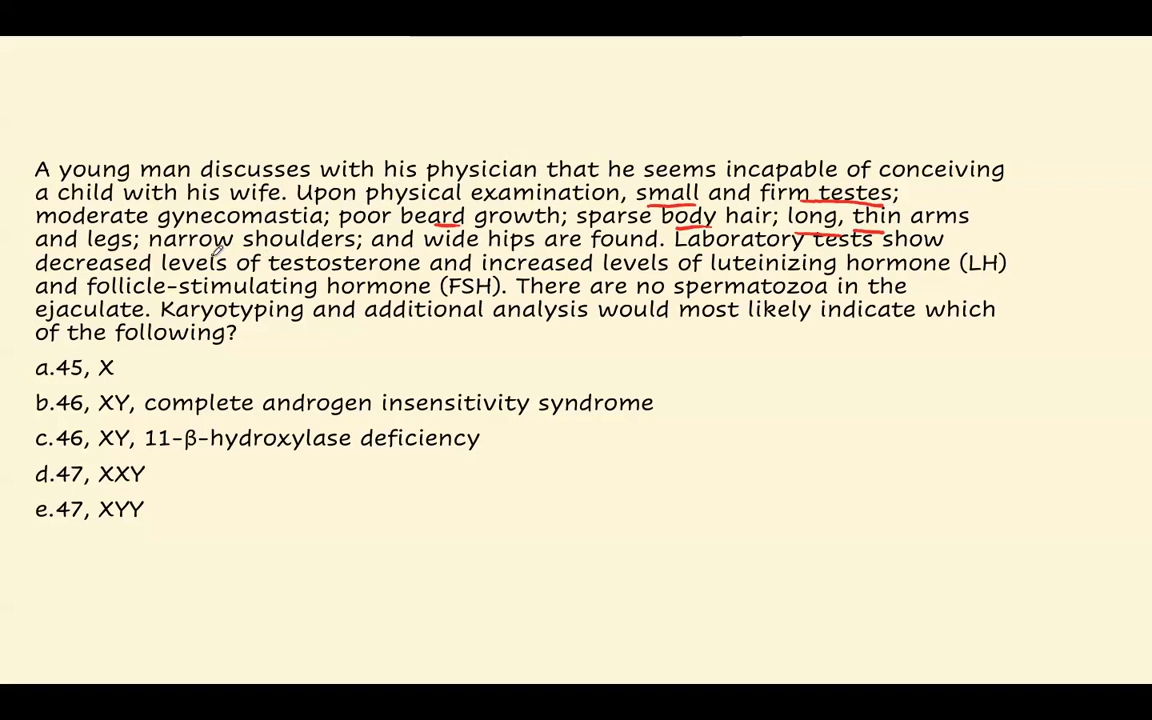 A young man discusses with his physician that he seems incapable of conceiving
a child with his wife. Upon physical examination, small and firm testes;
moderate gynecomastia; poor beard growth; sparse body hair; long, thin arms
and legs; narrow shoulders; and wide hips are found. Laboratory tests show
decreased levels of testosterone and increased levels of luteinizing hormone (LH)
and follicle-stimulating hormone (FSH). There are no spermatozoa in the
ejaculate. Karyotyping and additional analysis would most likely indicate which
of the following?
a.45, X
b.46, XY, complete androgen insensitivity syndrome
c.46, XY, 11-β-hydroxylase deficiency
d.47, XXY
e.47, XYY